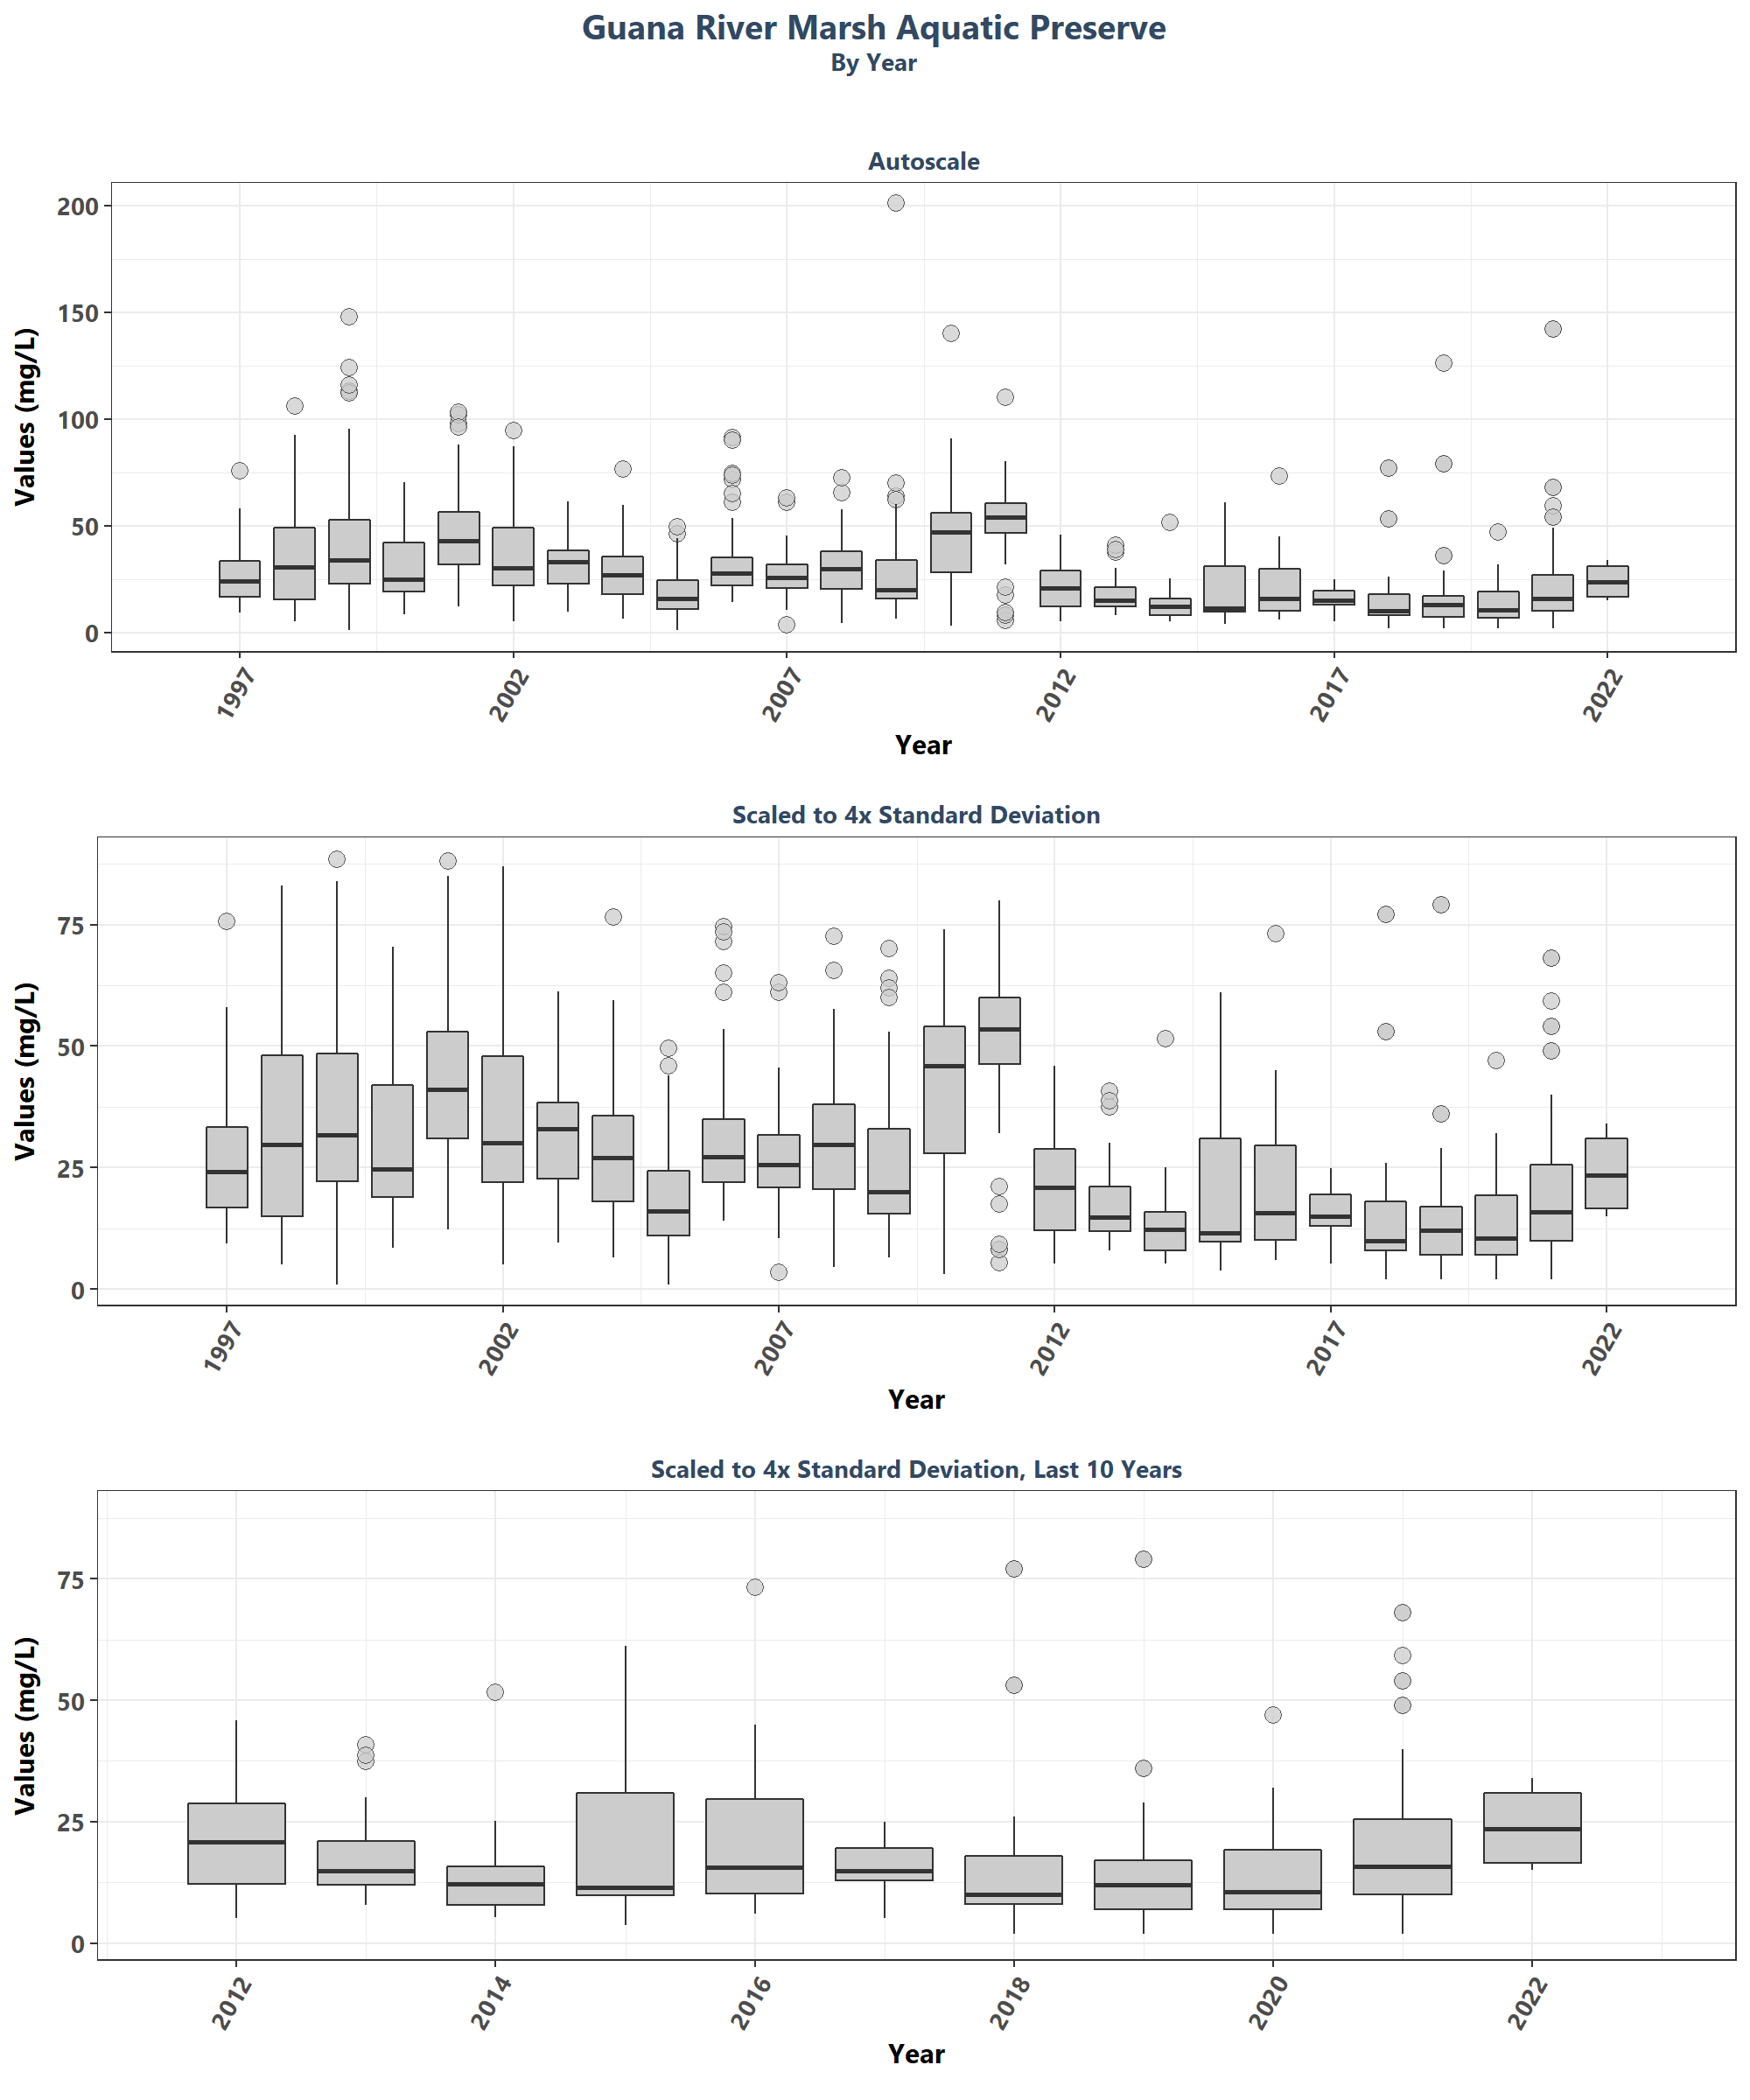 Guana River Marsh Aquatic Preserve
By Year
Autoscale
Values (mg/L)
200
150
100
50
0
1997 2002 2007 2012 2017 2022
Year
Scaled to 4x Standard Deviation
Values (mg/L)
75
50
25
0
1997 2002 2007 2012 2017 2022
Year
Scaled to 4x Standard Deviation, Last 10 Years
Values (mg/L)
75
50
25
0
2012 2014 2016 2018 2020 2022
Year